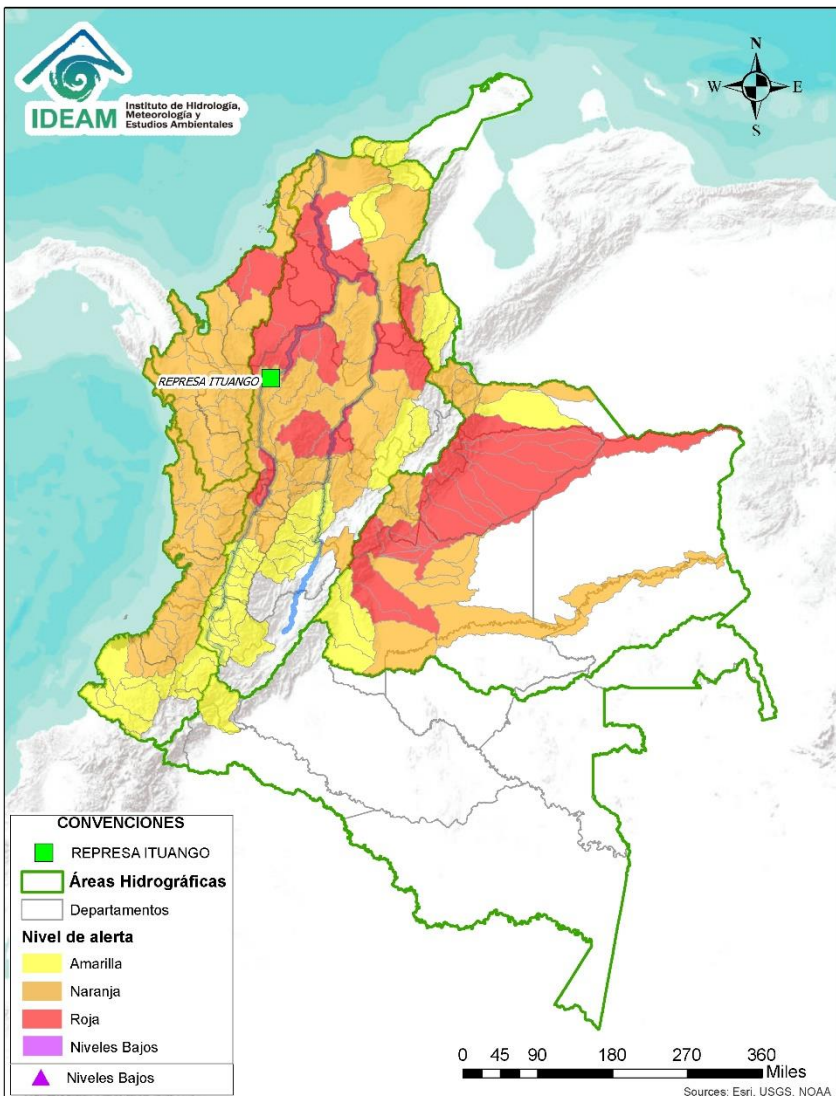 IDEAM
Instituto de Hidrología,
Meteorología y
Estudios Ambientales
N
W
E
S
REPRESA ITUANGO
CONVENCIONES
REPRESA ITUANGO
Áreas Hidrográficas
Departamentos
Nivel de alerta
Amarilla
Naranja
Roja
Niveles Bajos
Niveles Bajos
0 45 90 180 270 360
Miles
Sources: Esri, USGS, NOAA